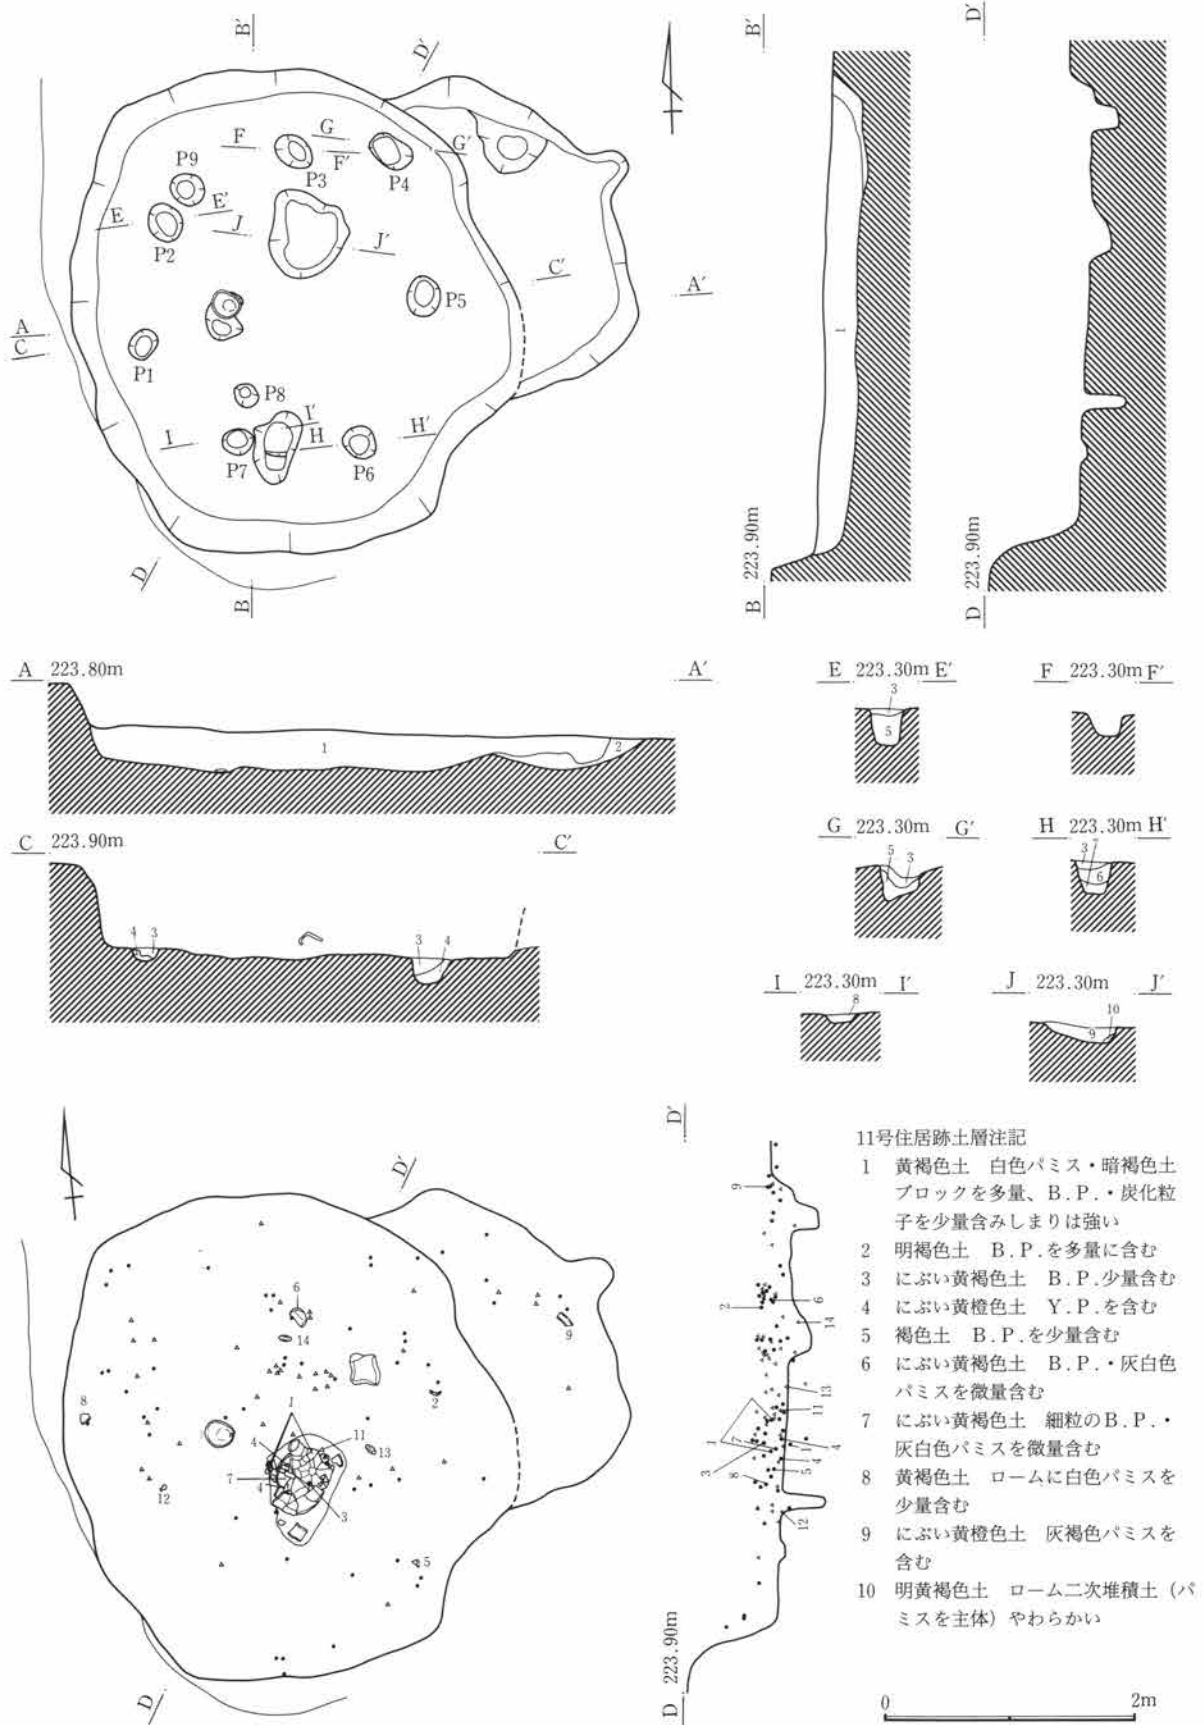 B'
D'
B'
D'
F
G
G'
F'
P9
P3
P4
E
E'
J
J'
P2
C'
A'
P5
A
C
P1
P8
I'
I
H
H'
P7
P6
D
B
1
B 223.90m
D 223.90m
A 223.80m A'
1
2
C 223.90m C'
4 3
3 4
E 223.30m E'
3
5
F 223.30m F'
G 223.30m G'
5 3
H 223.30m H'
3 7
6
I 223.30m I'
8
J 223.30m J'
10
9
D'
6
14
9
8
2
1
4
11
13
7
4
12
3
5
D
D'
9
6
2
14
13
11
1
7
4
1
3
4
8
5
12
D 223.90m
11号住居跡土層注記
1 黄褐色土 白色パミス・暗褐色土
ブロックを多量、B.P.・炭化粒
子を少量含みしまりは強い
2 明褐色土 B.P.を多量に含む
3 にぶい黄褐色土 B.P.少量含む
4 にぶい黄橙色土 Y.P.を含む
5 褐色土 B.P.を少量含む
6 にぶい黄褐色土 B.P.・灰白色
パミスを微量含む
7 にぶい黄褐色土 細粒のB.P.・
灰白色パミスを微量含む
8 黄褐色土 ロームに白色パミスを
少量含む
9 にぶい黄橙色土 灰褐色パミスを
含む
10 明黄褐色土 ローム二次堆積土（パ
ミスを主体）やわらかい
0 2m